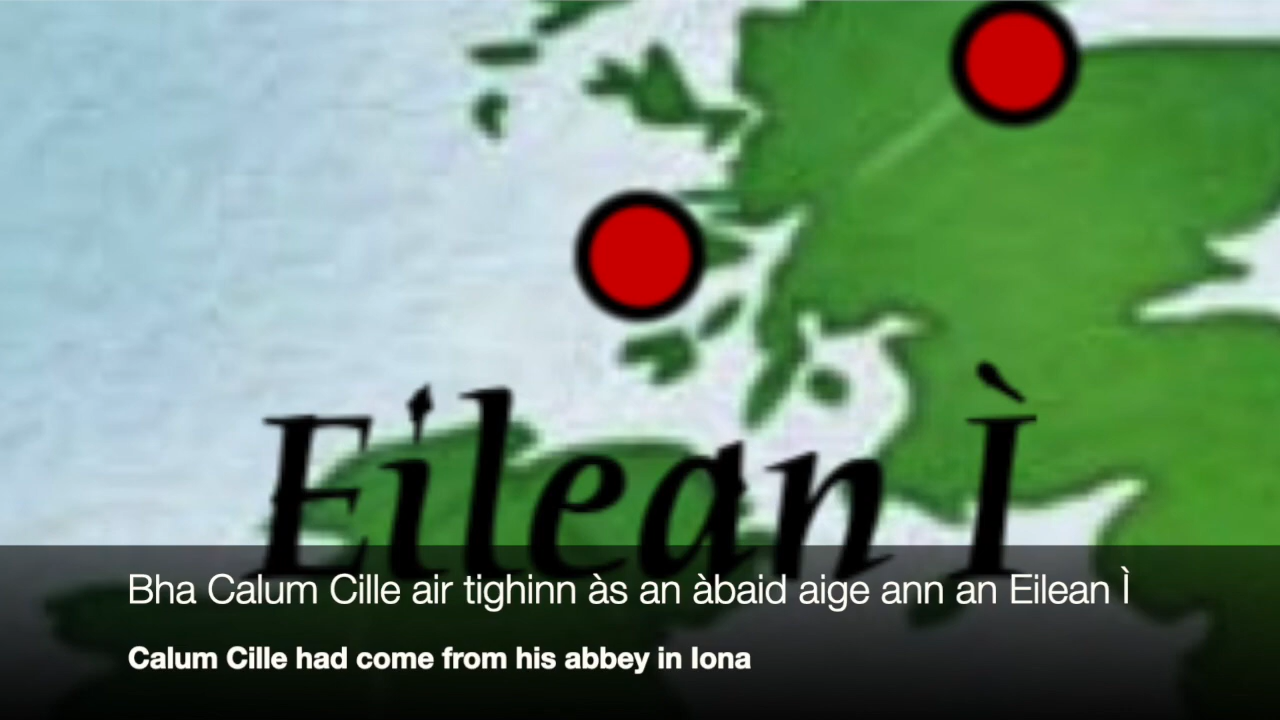 Eilean Ì
Bha Calum Cille air tighinn às an àbaid aige ann an Eilean Ì
Calum Cille had come from his abbey in Iona